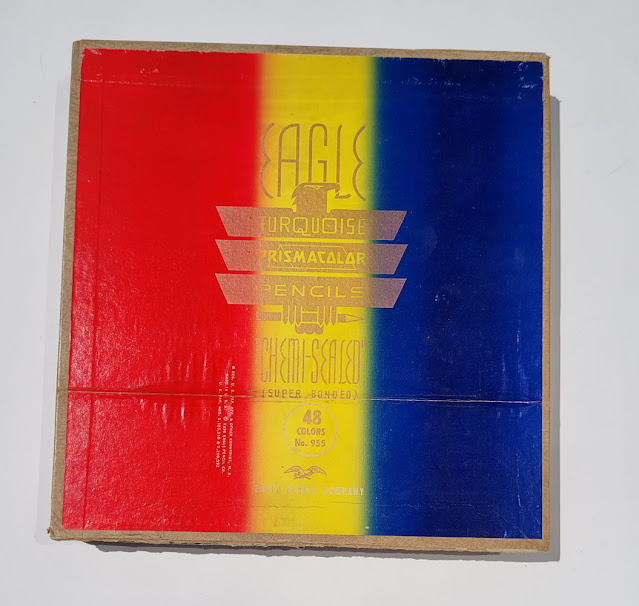 EAGLE
TURQUOISE
PRISMACOLOR
PENCILS
"CHEMI-SEALED"
(SUPER BONDED)
48
COLORS
No. 955
EAGLE PENCIL COMPANY